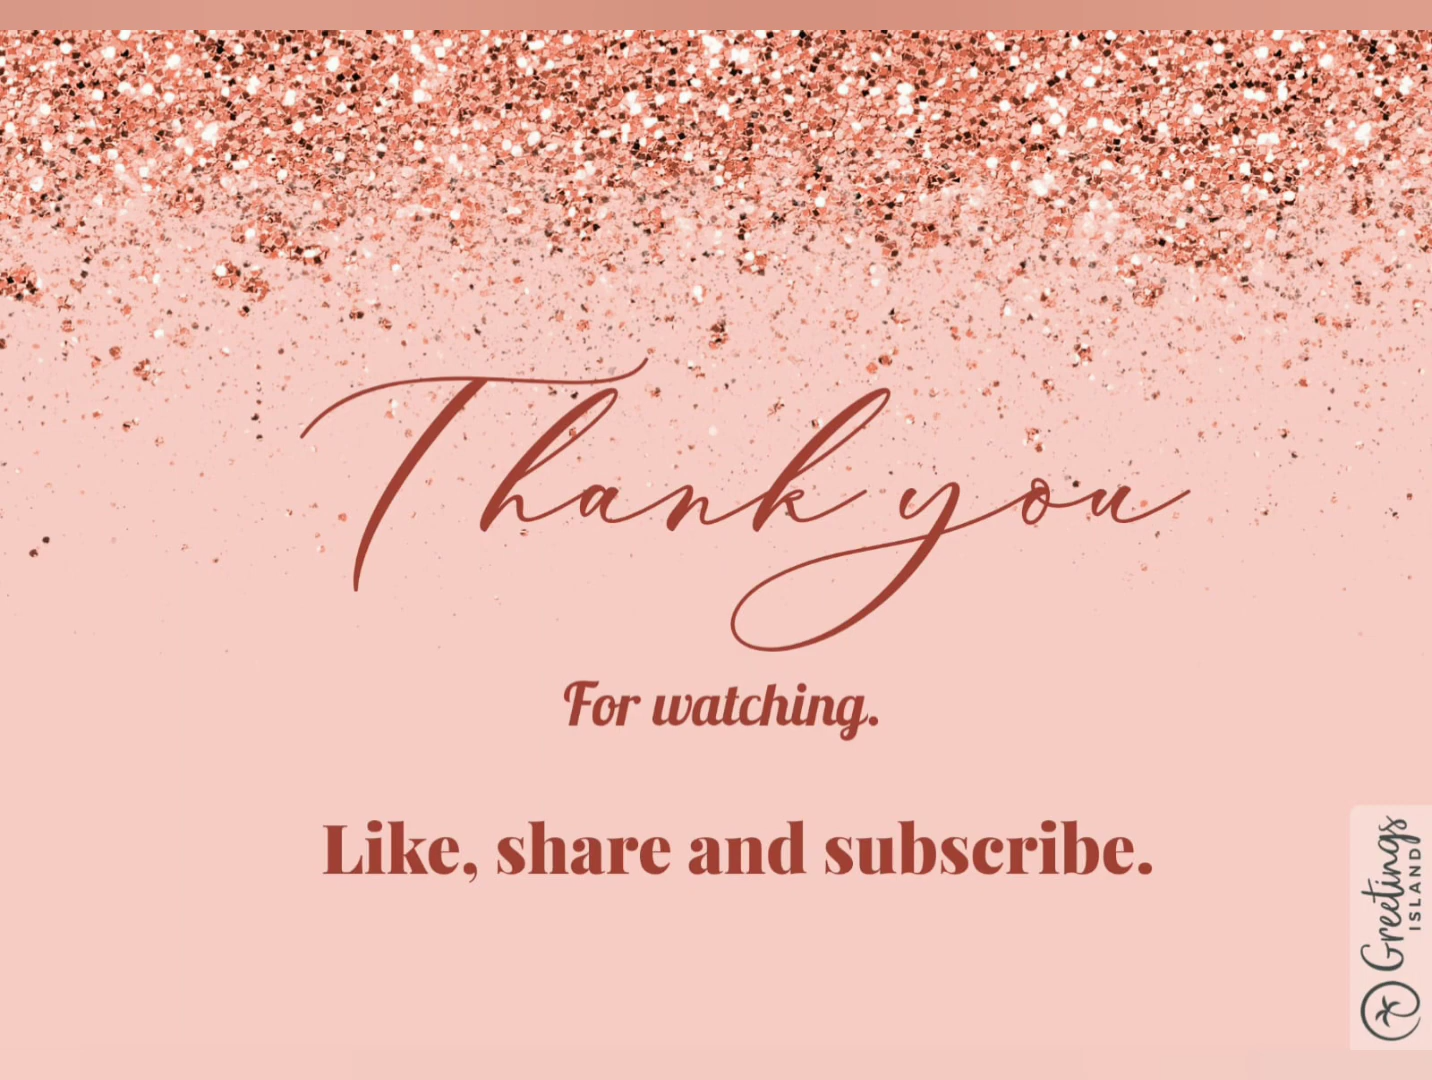 Thank you
For watching.
Like, share and subscribe.
Greetings
ISLAND